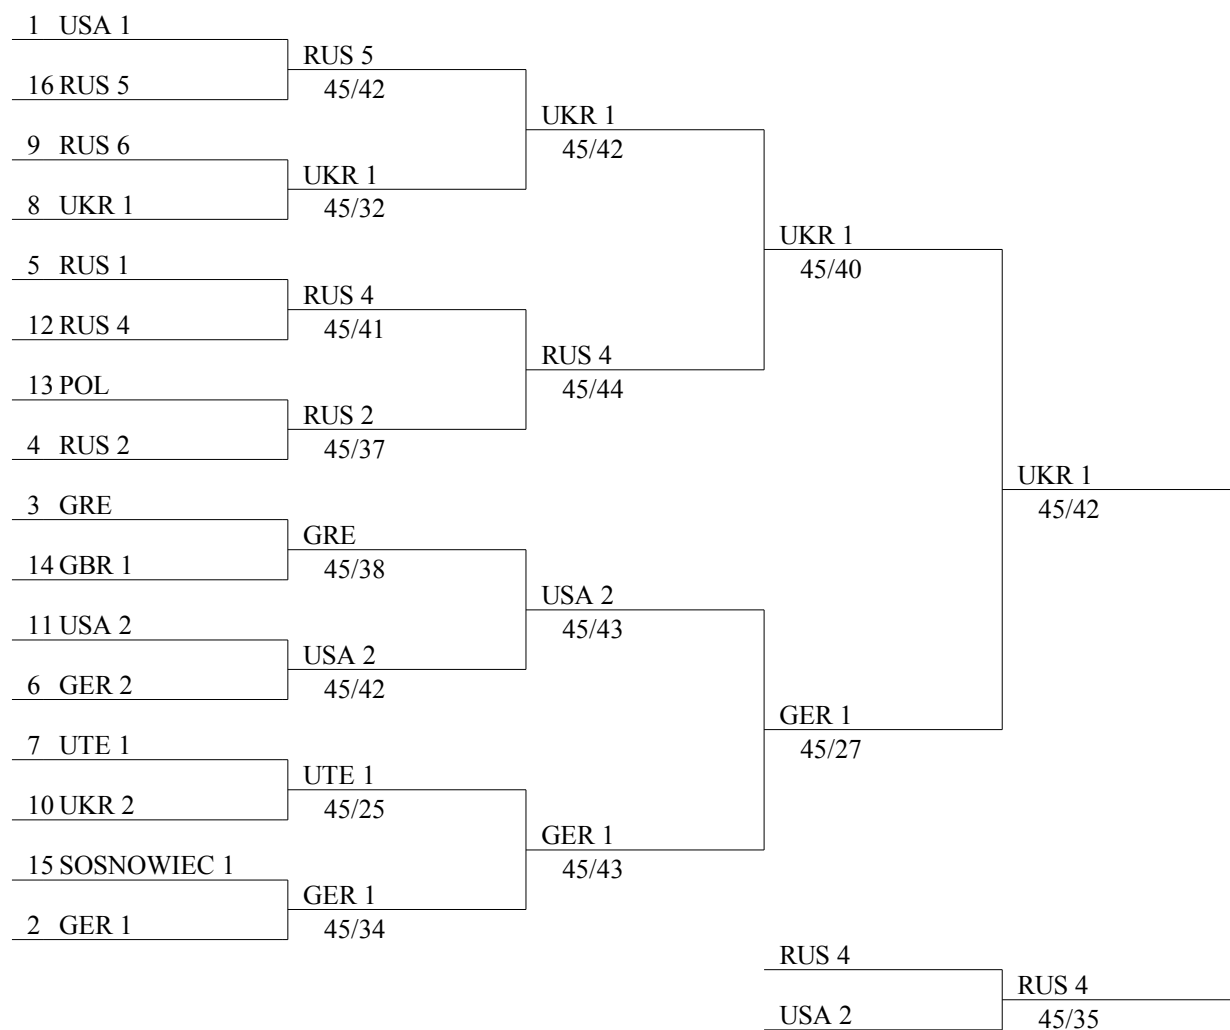 1 USA 1
RUS 5
16 RUS 5
45/42
UKR 1
9 RUS 6
45/42
UKR 1
8 UKR 1
45/32
UKR 1
5 RUS 1
45/40
RUS 4
12 RUS 4
45/41
RUS 4
13 POL
45/44
RUS 2
4 RUS 2
45/37
UKR 1
3 GRE
45/42
GRE
14 GBR 1
45/38
USA 2
11 USA 2
45/43
USA 2
6 GER 2
45/42
GER 1
7 UTE 1
45/27
UTE 1
10 UKR 2
45/25
GER 1
15 SOSNOWIEC 1
45/43
GER 1
2 GER 1
45/34
RUS 4
RUS 4
USA 2
45/35